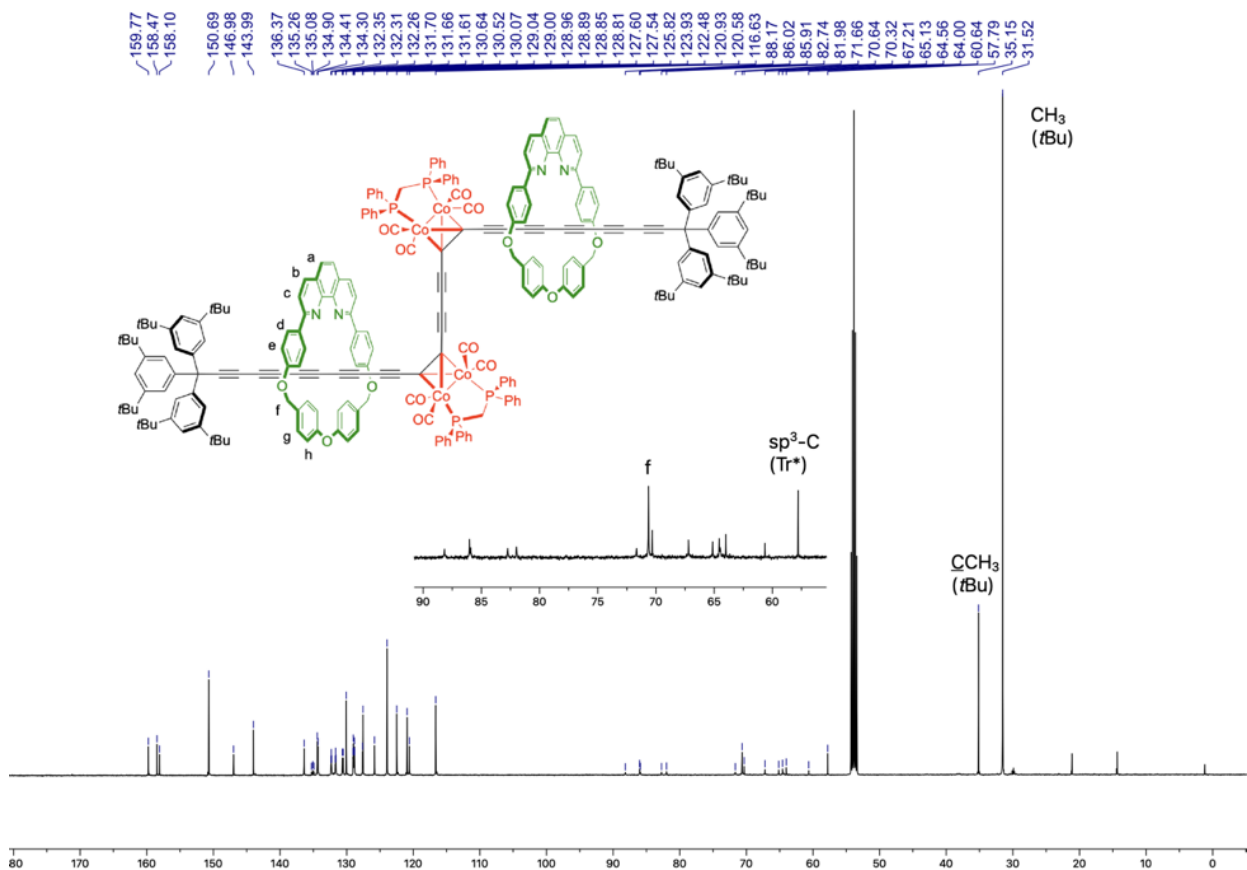 159.77
158.47
158.10
150.69
146.98
143.99
136.37
135.26
135.08
134.90
134.41
134.30
132.35
132.31
132.26
131.70
131.66
131.61
130.64
130.52
130.07
129.04
129.00
128.96
128.89
128.85
128.81
127.60
127.54
125.82
123.93
122.48
120.93
120.58
116.63
88.17
86.02
85.91
82.74
81.98
71.66
70.64
70.32
67.21
65.13
64.56
64.00
60.64
57.79
35.15
31.52
CH3
(tBu)
Ph
Ph
P
Ph
P
Ph
Co
CO
CO
OC
Co
CO
N
N
O
O
O
tBu
tBu
tBu
tBu
tBu
tBu
a
b
c
d
e
f
g
h
N
N
O
O
O
tBu
tBu
tBu
tBu
tBu
tBu
CO
CO
Co
OC
Co
CO
P
Ph
Ph
P
Ph
Ph
f
sp3-C
(Tr*)
CCH3
(tBu)
90 85 80 75 70 65 60
80 170 160 150 140 130 120 110 100 90 80 70 60 50 40 30 20 10 0